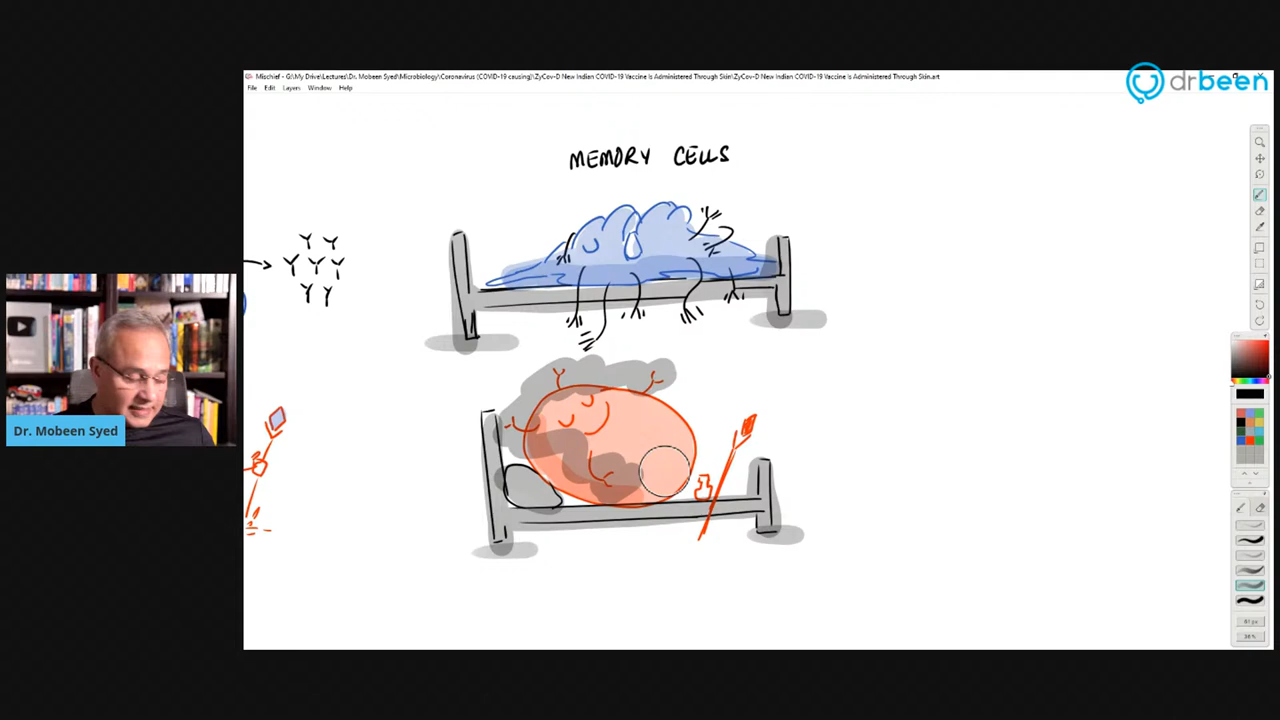 Mischief - G:\My Drive\Lectures\Dr. Mobeen Syed\Microbiology\Coronavirus (COVID-19 causing)\ZyCov-D New Indian COVID-19 Vaccine Is Administered Through Skin\ZyCov-D New Indian COVID-19 Vaccine Is Administered Through Skin.art
drbeen
File Edit Layers Window Help
MEMORY CELLS
Dr. Mobeen Syed